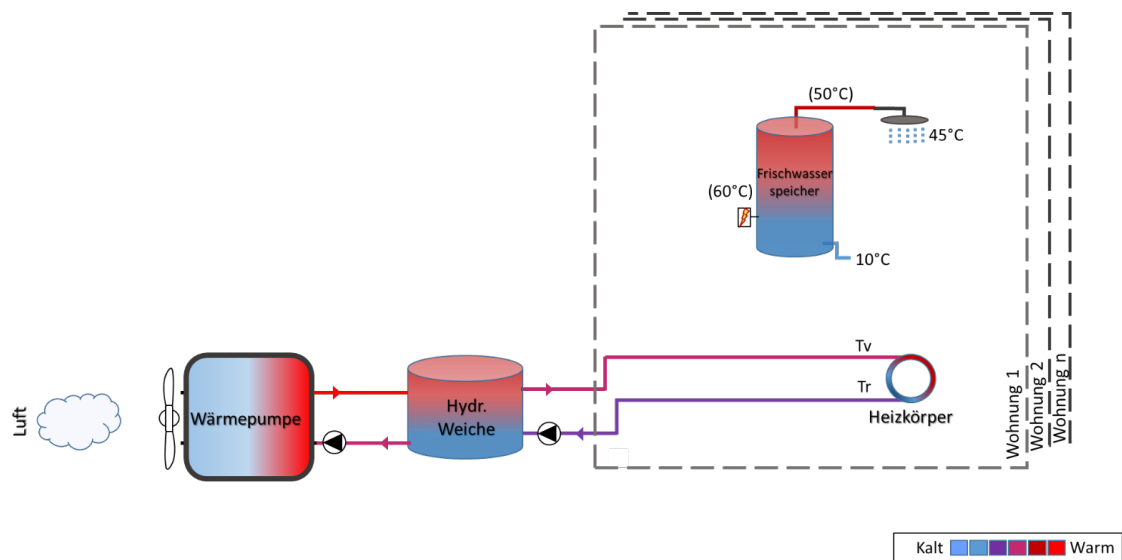 (50°C)
45°C
Frischwasser
speicher
(60°C)
10°C
Luft
Wärmepumpe
Hydr.
Weiche
Tv
Tr
Heizkörper
Wohnung 1
Wohnung 2
Wohnung n
Kalt
Warm